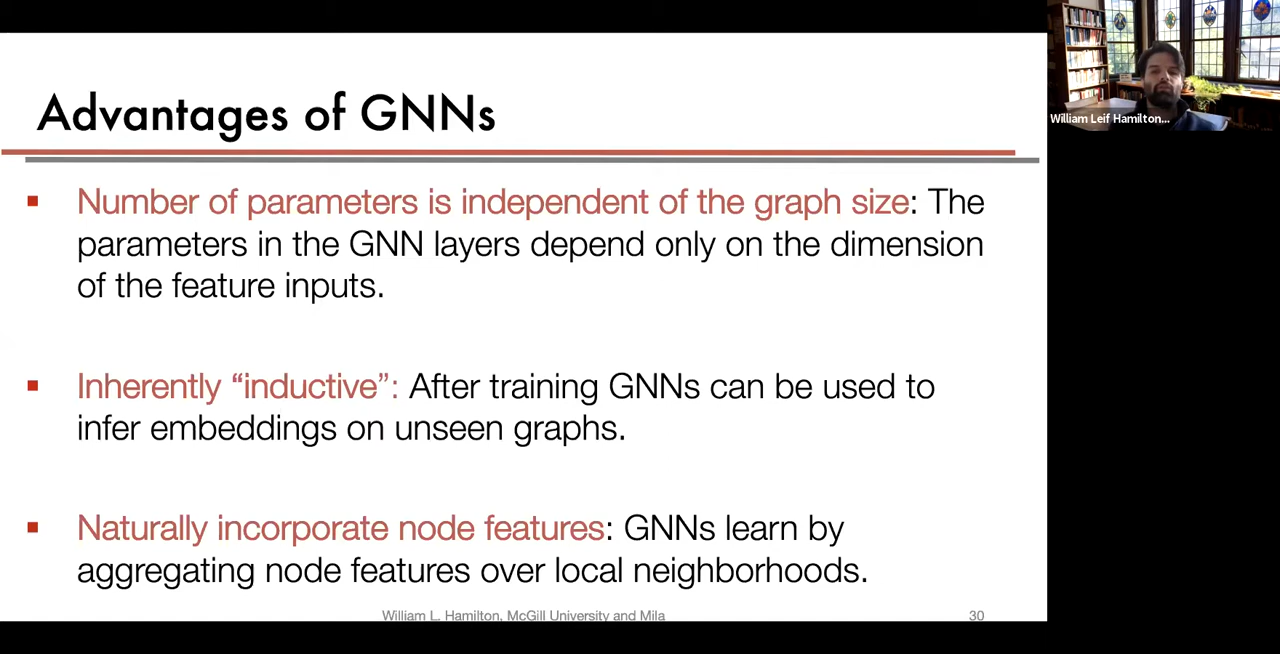 Advantages of GNNs
William Leif Hamilton...
▪ Number of parameters is independent of the graph size: The
parameters in the GNN layers depend only on the dimension
of the feature inputs.
▪ Inherently “inductive”: After training GNNs can be used to
infer embeddings on unseen graphs.
▪ Naturally incorporate node features: GNNs learn by
aggregating node features over local neighborhoods.
William L. Hamilton, McGill University and Mila
30